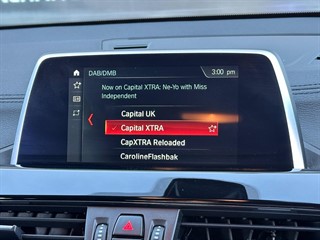 DAB/DMB
3:00 pm
Now on Capital XTRA: Ne-Yo with Miss
Independent
Capital UK
Capital XTRA
CapXTRA Reloaded
CarolineFlashbak